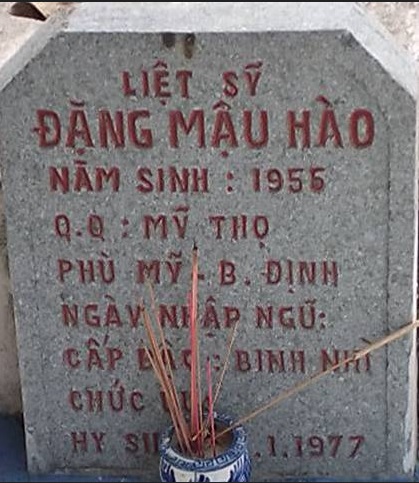 LIỆT SỸ
ĐẶNG MẬU HÀO
NĂM SINH : 1955
Q.Q : MỸ THỌ
PHÙ MỸ - B. ĐỊNH
NGÀY NHẬP NGŨ:
CẤP BẬC : BINH NHÌ
CHỨC
HY .1.1977